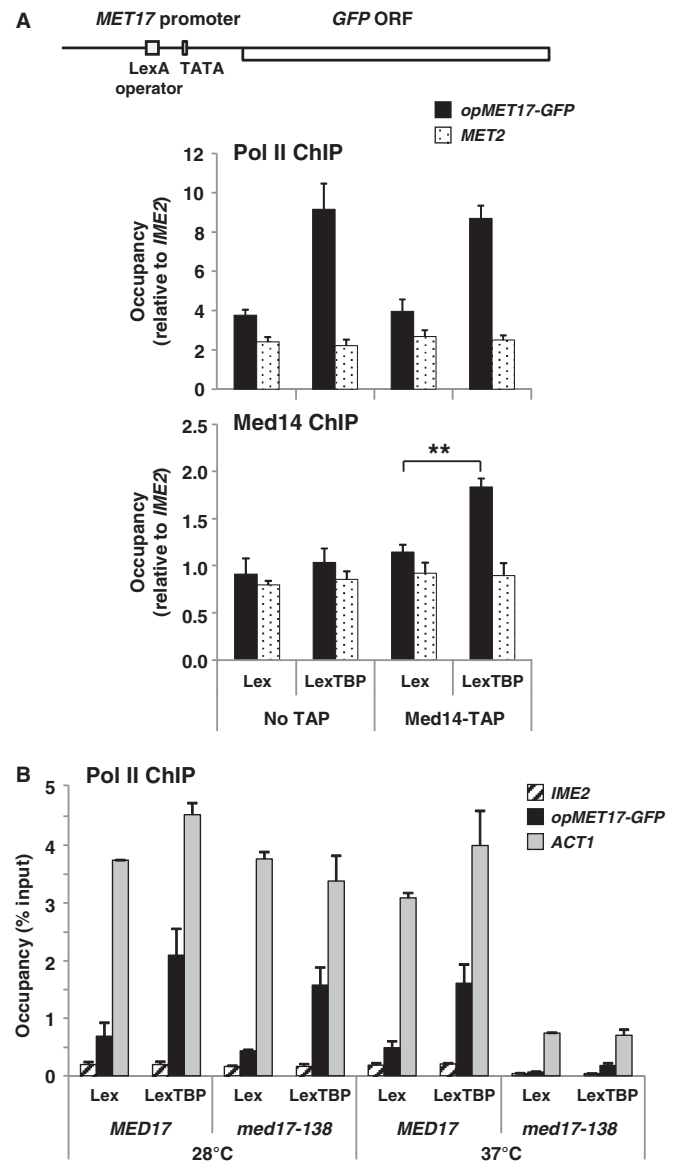 A
MET17 promoter
GFP ORF
LexA operator
TATA
opMET17-GFP
MET2
Pol II ChIP
Occupancy (relative to IME2)
12
10
8
6
4
2
0
Med14 ChIP
**
Occupancy (relative to IME2)
2.5
2.0
1.5
1.0
0.5
0.0
Lex LexTBP Lex LexTBP
No TAP Med14-TAP
B
Pol II ChIP
IME2
opMET17-GFP
ACT1
Occupancy (% input)
5
4
3
2
1
0
Lex LexTBP Lex LexTBP Lex LexTBP Lex LexTBP
MED17 med17-138 MED17 med17-138
28°C 37°C